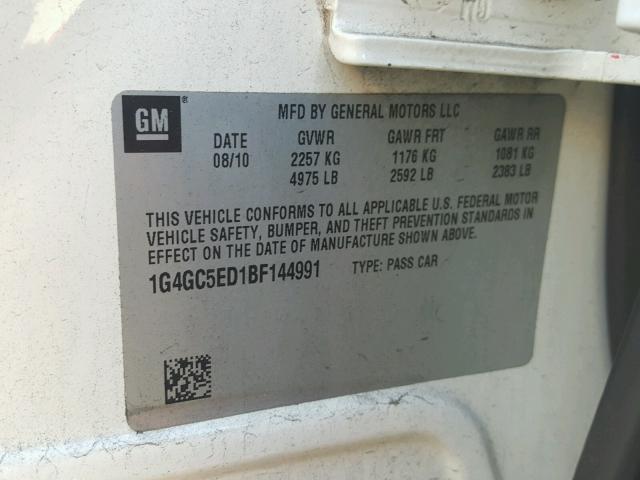 GM ®
MFD BY GENERAL MOTORS LLC
DATE GVWR GAWR FRT GAWR RR
08/10 2257 KG 1176 KG 1081 KG
4975 LB 2592 LB 2383 LB
THIS VEHICLE CONFORMS TO ALL APPLICABLE U.S. FEDERAL MOTOR
VEHICLE SAFETY, BUMPER, AND THEFT PREVENTION STANDARDS IN
EFFECT ON THE DATE OF MANUFACTURE SHOWN ABOVE.
1G4GC5ED1BF144991 TYPE: PASS CAR